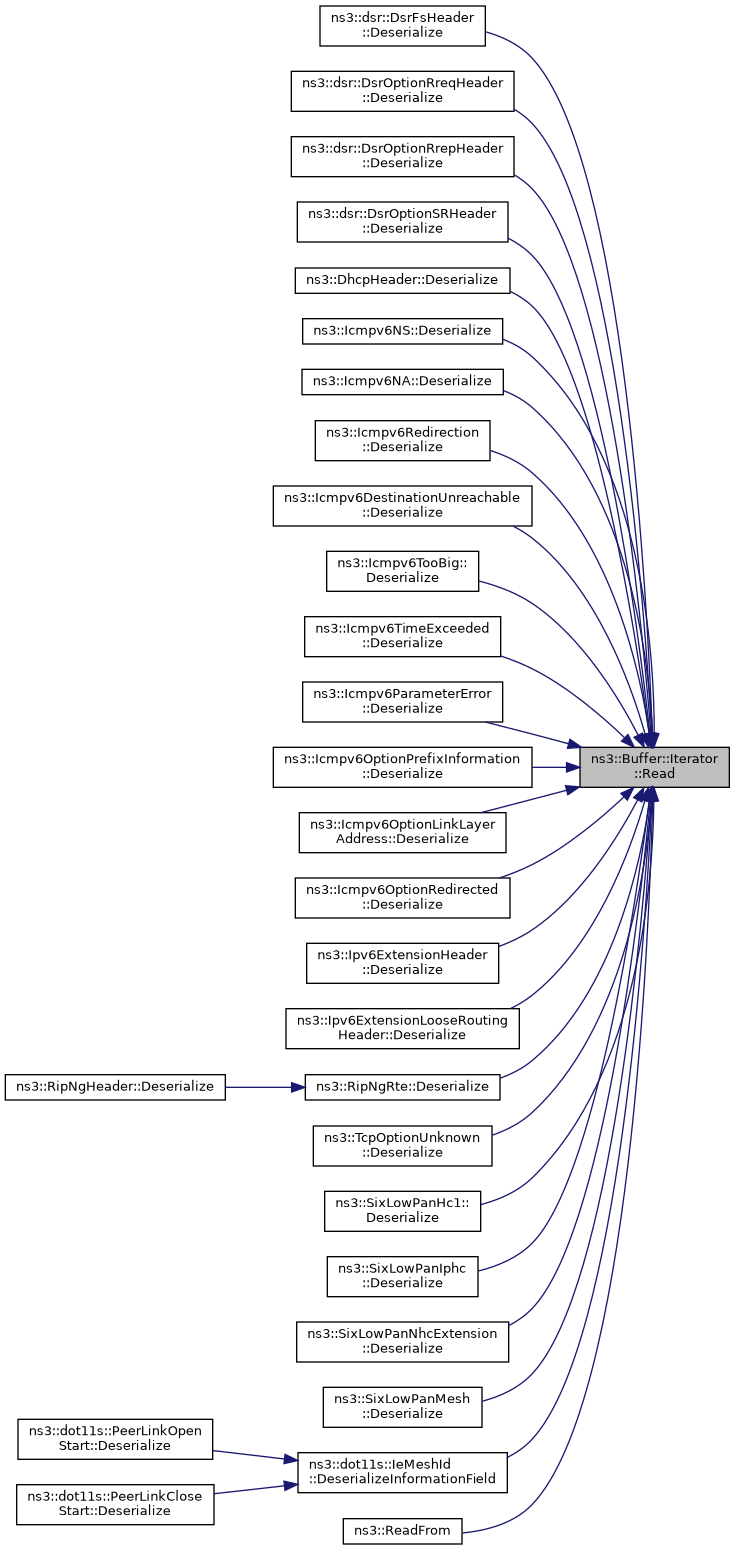 ns3::dsr::DsrFsHeader
::Deserialize
ns3::dsr::DsrOptionRreqHeader
::Deserialize
ns3::dsr::DsrOptionRrepHeader
::Deserialize
ns3::dsr::DsrOptionSRHeader
::Deserialize
ns3::DhcpHeader::Deserialize
ns3::Icmpv6NS::Deserialize
ns3::Icmpv6NA::Deserialize
ns3::Icmpv6Redirection
::Deserialize
ns3::Icmpv6DestinationUnreachable
::Deserialize
ns3::Icmpv6TooBig::
Deserialize
ns3::Icmpv6TimeExceeded
::Deserialize
ns3::Icmpv6ParameterError
::Deserialize
ns3::Buffer::Iterator
::Read
ns3::Icmpv6OptionPrefixInformation
::Deserialize
ns3::Icmpv6OptionLinkLayer
Address::Deserialize
ns3::Icmpv6OptionRedirected
::Deserialize
ns3::Ipv6ExtensionHeader
::Deserialize
ns3::Ipv6ExtensionLooseRouting
Header::Deserialize
ns3::RipNgHeader::Deserialize
ns3::RipNgRte::Deserialize
ns3::TcpOptionUnknown
::Deserialize
ns3::SixLowPanHc1::
Deserialize
ns3::SixLowPanIphc
::Deserialize
ns3::SixLowPanNhcExtension
::Deserialize
ns3::SixLowPanMesh
::Deserialize
ns3::dot11s::PeerLinkOpen
Start::Deserialize
ns3::dot11s::IeMeshId
::DeserializeInformationField
ns3::dot11s::PeerLinkClose
Start::Deserialize
ns3::ReadFrom